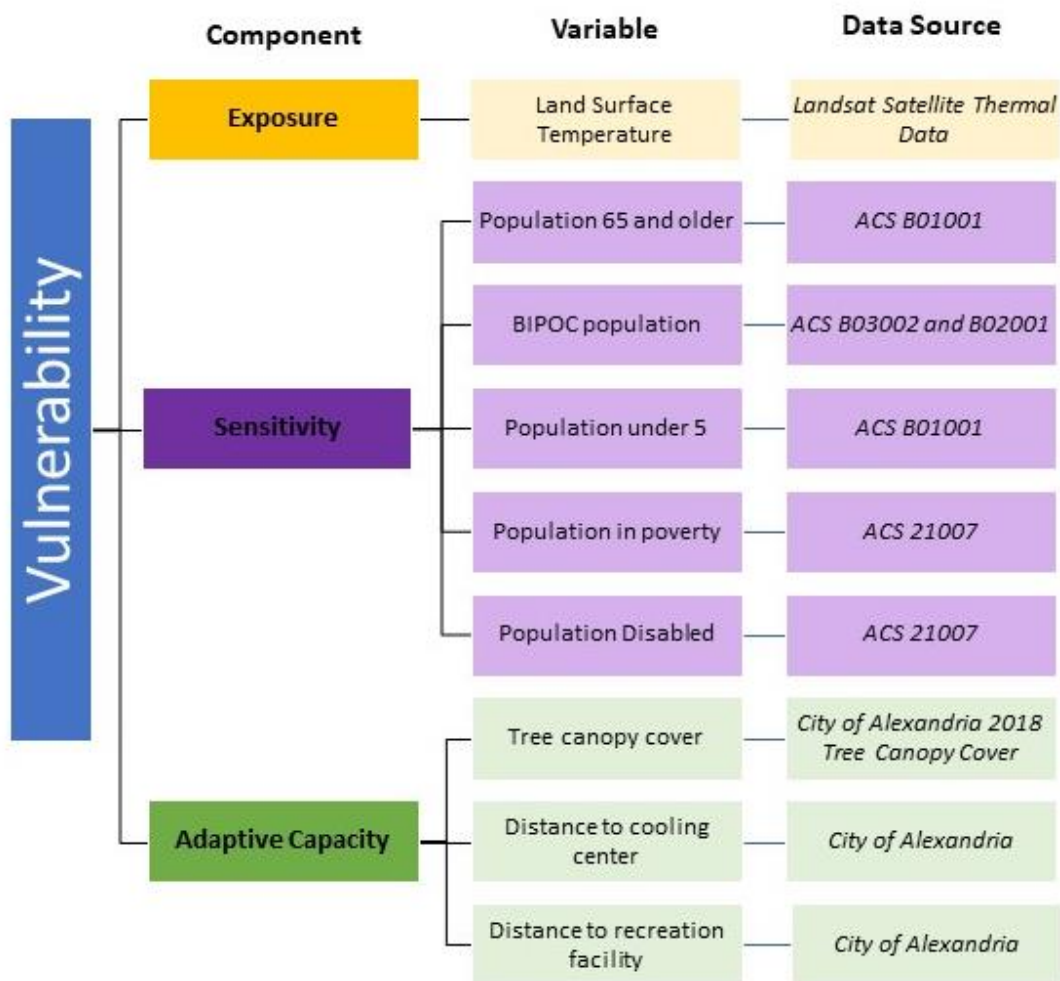 Component Variable Data Source
Vulnerability
Exposure
Land Surface
Temperature
Landsat Satellite Thermal
Data
Sensitivity
Population 65 and older
ACS B01001
BIPOC population
ACS B03002 and B02001
Population under 5
ACS B01001
Population in poverty
ACS 21007
Population Disabled
ACS 21007
Adaptive Capacity
Tree canopy cover
City of Alexandria 2018
Tree Canopy Cover
Distance to cooling
center
City of Alexandria
Distance to recreation
facility
City of Alexandria